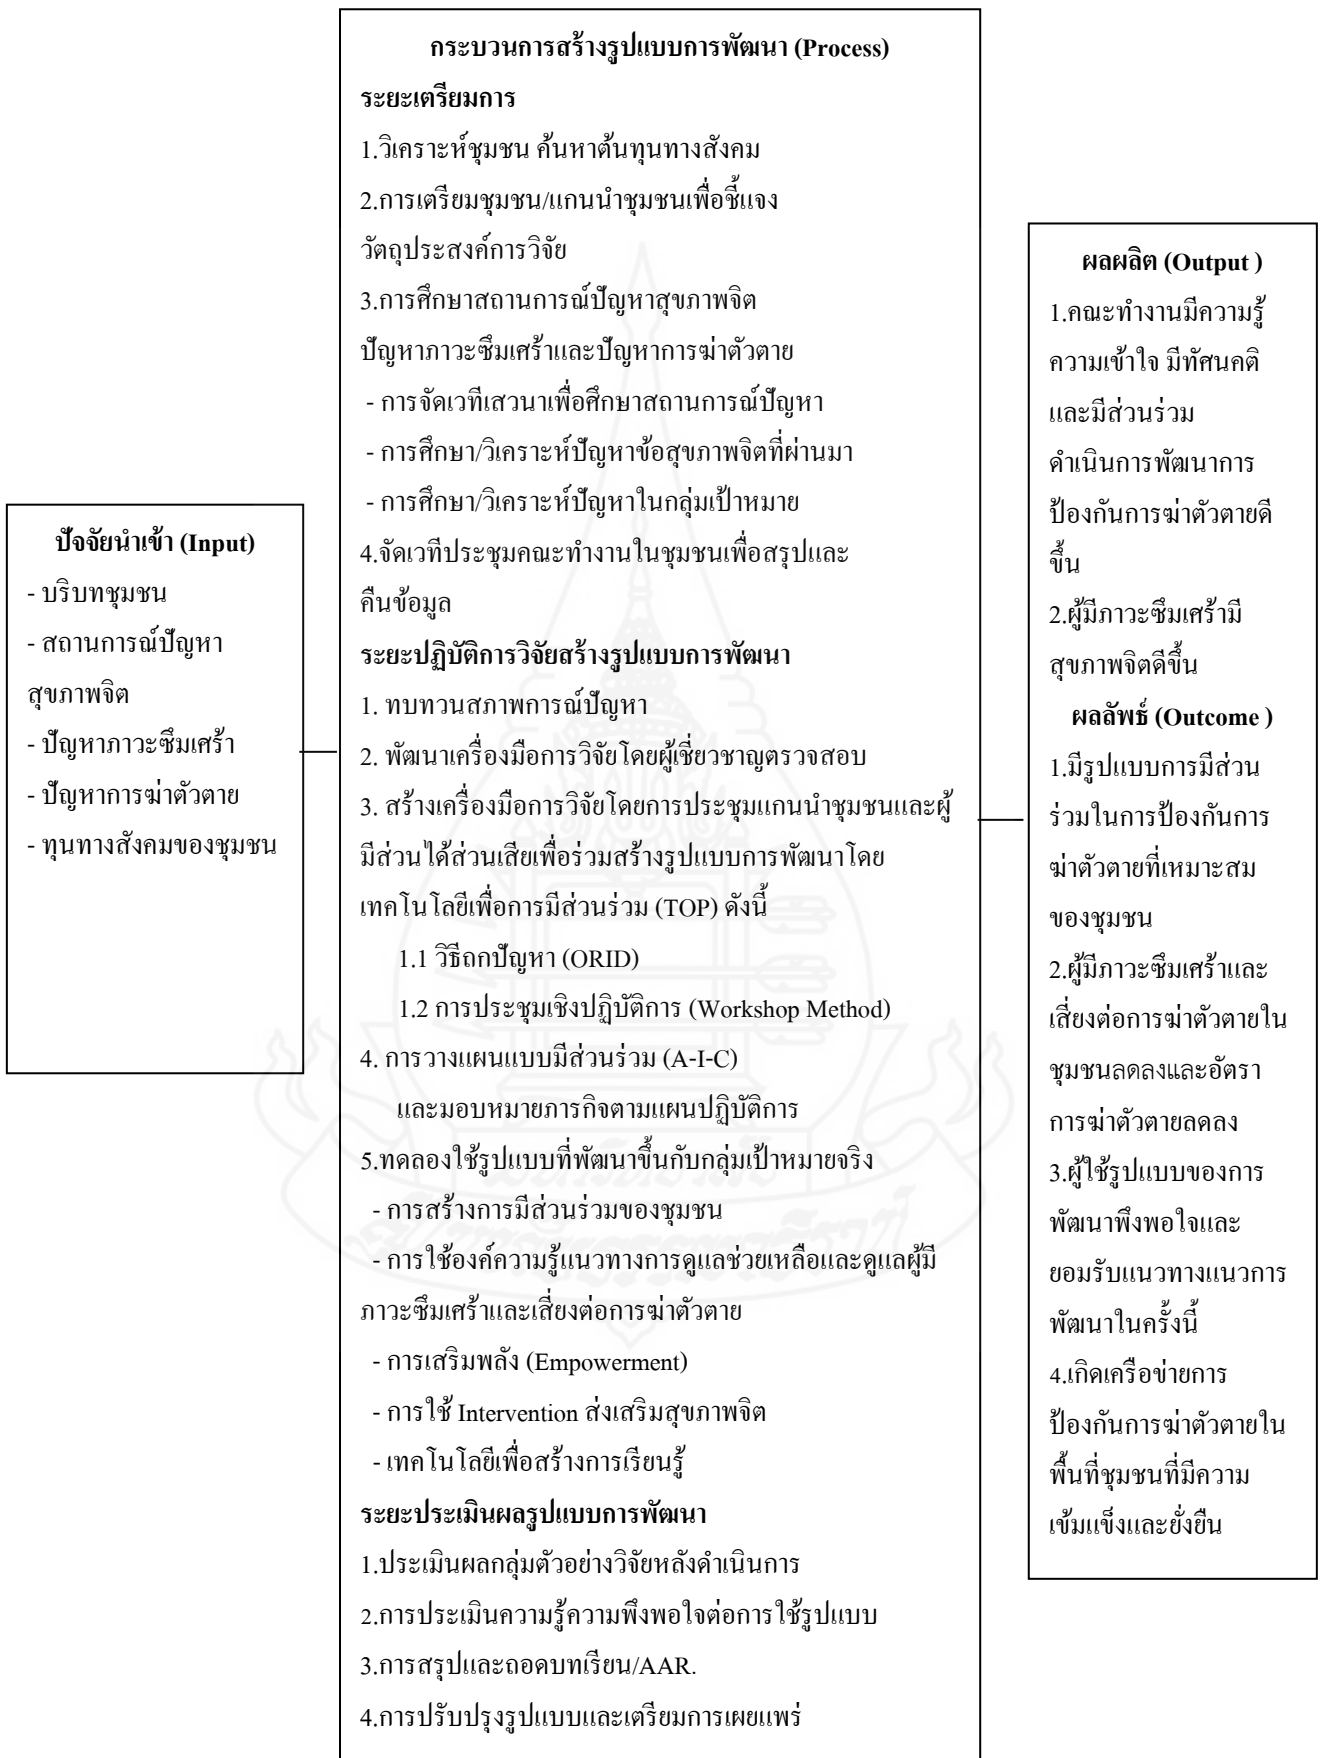 ปัจจัยนำเข้า (Input)
- บริบทชุมชน
- สถานการณ์ปัญหา
สุขภาพจิต
- ปัญหาภาวะซึมเศร้า
- ปัญหาการฆ่าตัวตาย
- ทุนทางสังคมของชุมชน
กระบวนการสร้างรูปแบบการพัฒนา (Process)
ระยะเตรียมการ
1.วิเคราะห์ชุมชน ค้นหาต้นทุนทางสังคม
2.การเตรียมชุมชน/แกนนำชุมชนเพื่อชี้แจง
วัตถุประสงค์การวิจัย
3.การศึกษาสถานการณ์ปัญหาสุขภาพจิต
ปัญหาภาวะซึมเศร้าและปัญหาการฆ่าตัวตาย
- การจัดเวทีเสวนาเพื่อศึกษาสถานการณ์ปัญหา
- การศึกษา/วิเคราะห์ปัญหาข้อสุขภาพจิตที่ผ่านมา
- การศึกษา/วิเคราะห์ปัญหาในกลุ่มเป้าหมาย
4.จัดเวทีประชุมคณะทำงานในชุมชนเพื่อสรุปและ
คืนข้อมูล
ระยะปฏิบัติการวิจัยสร้างรูปแบบการพัฒนา
1. ทบทวนสภาพการณ์ปัญหา
2. พัฒนาเครื่องมือการวิจัยโดยผู้เชี่ยวชาญตรวจสอบ
3. สร้างเครื่องมือการวิจัยโดยการประชุมแกนนำชุมชนและผู้
มีส่วนได้ส่วนเสียเพื่อร่วมสร้างรูปแบบการพัฒนาโดย
เทคโนโลยีเพื่อการมีส่วนร่วม (TOP) ดังนี้
1.1 วิธีถกปัญหา (ORID)
1.2 การประชุมเชิงปฏิบัติการ (Workshop Method)
4. การวางแผนแบบมีส่วนร่วม (A-I-C)
และมอบหมายภารกิจตามแผนปฏิบัติการ
5.ทดลองใช้รูปแบบที่พัฒนาขึ้นกับกลุ่มเป้าหมายจริง
- การสร้างการมีส่วนร่วมของชุมชน
- การใช้องค์ความรู้แนวทางการดูแลช่วยเหลือและดูแลผู้มี
ภาวะซึมเศร้าและเสี่ยงต่อการฆ่าตัวตาย
- การเสริมพลัง (Empowerment)
- การใช้ Intervention ส่งเสริมสุขภาพจิต
- เทคโนโลยีเพื่อสร้างการเรียนรู้
ระยะประเมินผลรูปแบบการพัฒนา
1.ประเมินผลกลุ่มตัวอย่างวิจัยหลังดำเนินการ
2.การประเมินความรู้ความพึงพอใจต่อการใช้รูปแบบ
3.การสรุปและถอดบทเรียน/AAR.
4.การปรับปรุงรูปแบบและเตรียมการเผยแพร่
ผลผลิต (Output )
1.คณะทำงานมีความรู้
ความเข้าใจ มีทัศนคติ
และมีส่วนร่วม
ดำเนินการพัฒนาการ
ป้องกันการฆ่าตัวตายดี
ขึ้น
2.ผู้มีภาวะซึมเศร้ามี
สุขภาพจิตดีขึ้น
ผลลัพธ์ (Outcome )
1.มีรูปแบบการมีส่วน
ร่วมในการป้องกันการ
ฆ่าตัวตายที่เหมาะสม
ของชุมชน
2.ผู้มีภาวะซึมเศร้าและ
เสี่ยงต่อการฆ่าตัวตายใน
ชุมชนลดลงและอัตรา
การฆ่าตัวตายลดลง
3.ผู้ใช้รูปแบบของการ
พัฒนาพึงพอใจและ
ยอมรับแนวทางแนวการ
พัฒนาในครั้งนี้
4.เกิดเครือข่ายการ
ป้องกันการฆ่าตัวตายใน
พื้นที่ชุมชนที่มีความ
เข้มแข็งและยั่งยืน